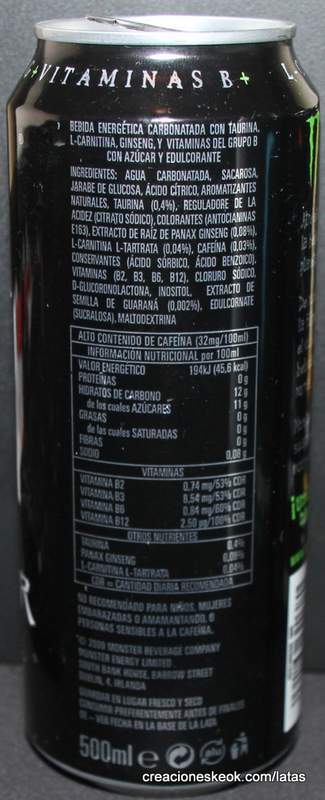 +VITAMINAS B+ L-
BEBIDA ENERGÉTICA CARBONATADA CON TAURINA,
L-CARNITINA, GINSENG, Y VITAMINAS DEL GRUPO B
CON AZÚCAR Y EDULCORANTE
INGREDIENTES: AGUA CARBONATADA, SACAROSA,
JARABE DE GLUCOSA, ÁCIDO CÍTRICO, AROMATIZANTES
NATURALES, TAURINA (0,4%), REGULADOR DE LA
ACIDEZ (CITRATO SÓDICO), COLORANTES (ANTOCIANINAS
E163), EXTRACTO DE RAÍZ DE PANAX GINSENG (0,08%),
L-CARNITINA L-TARTRATA (0,04%), CAFEÍNA (0,03%),
CONSERVANTES (ÁCIDO SÓRBICO, ÁCIDO BENZOICO),
VITAMINAS (B2, B3, B6, B12), CLORURO SÓDICO,
D-GLUCORONOLACTONA, INOSITOL, EXTRACTO DE
SEMILLA DE GUARANÁ (0,002%), EDULCORNATE
(SUCRALOSA), MALTODEXTRINA
ALTO CONTENIDO DE CAFEÍNA (32mg/100ml)
INFORMACIÓN NUTRICIONAL por 100ml
VALOR ENERGÉTICO 194kJ (45,6 kcal)
PROTEÍNAS 0 g
HIDRATOS DE CARBONO 12 g
de los cuales AZÚCARES 11 g
GRASAS 0 g
de las cuales SATURADAS 0 g
FIBRAS 0 g
SODIO 0,08 g
VITAMINAS
VITAMINA B2 0,74 mg/53% CDR
VITAMINA B3 8,54 mg/53% CDR
VITAMINA B6 0,84 mg/60% CDR
VITAMINA B12 2,50 µg/100% CDR
OTROS NUTRIENTES
TAURINA 0,4%
PANAX GINSENG 0,08%
L-CARNITINA L-TARTRATA 0,04%
CDR = CANTIDAD DIARIA RECOMENDADA
NO RECOMENDADO PARA NIÑOS, MUJERES
EMBARAZADAS O AMAMANTANDO, O
PERSONAS SENSIBLES A LA CAFEÍNA.
© 2009 MONSTER BEVERAGE COMPANY
MONSTER ENERGY LIMITED
SOUTH BANK HOUSE, BARROW STREET
DUBLIN, 4, IRLANDA
GUARDAR EN LUGAR FRESCO Y SECO
CONSUMIR PREFERENTEMENTE ANTES DE FINALES
DE - VER FECHA EN LA BASE DE LA LATA
500ml e
creacioneskeok.com/latas